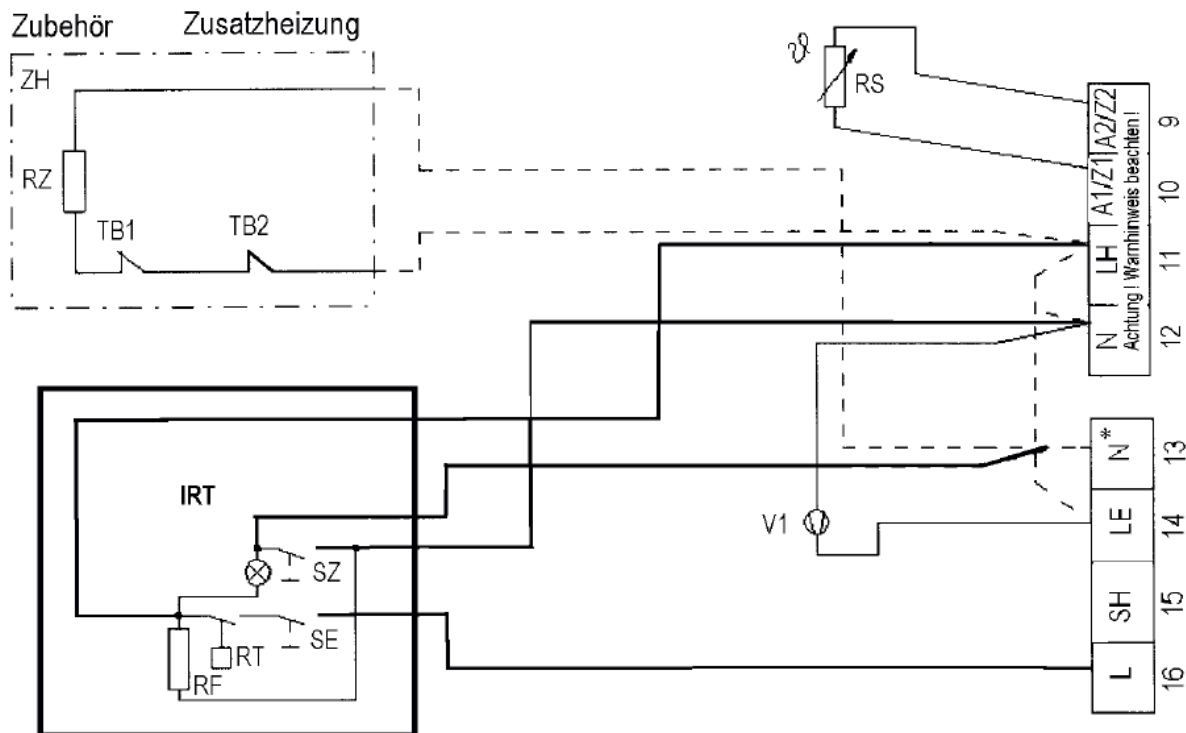 Zubehör Zusatzheizung
ZH
RZ
TB1
TB2
ϑ
RS
A2/Z2
9
A1/Z1
10
LH
11
N
12
Achtung ! Warnhinweis beachten !
IRT
SZ
SE
RT
RF
V1
N*
13
LE
14
SH
15
L
16